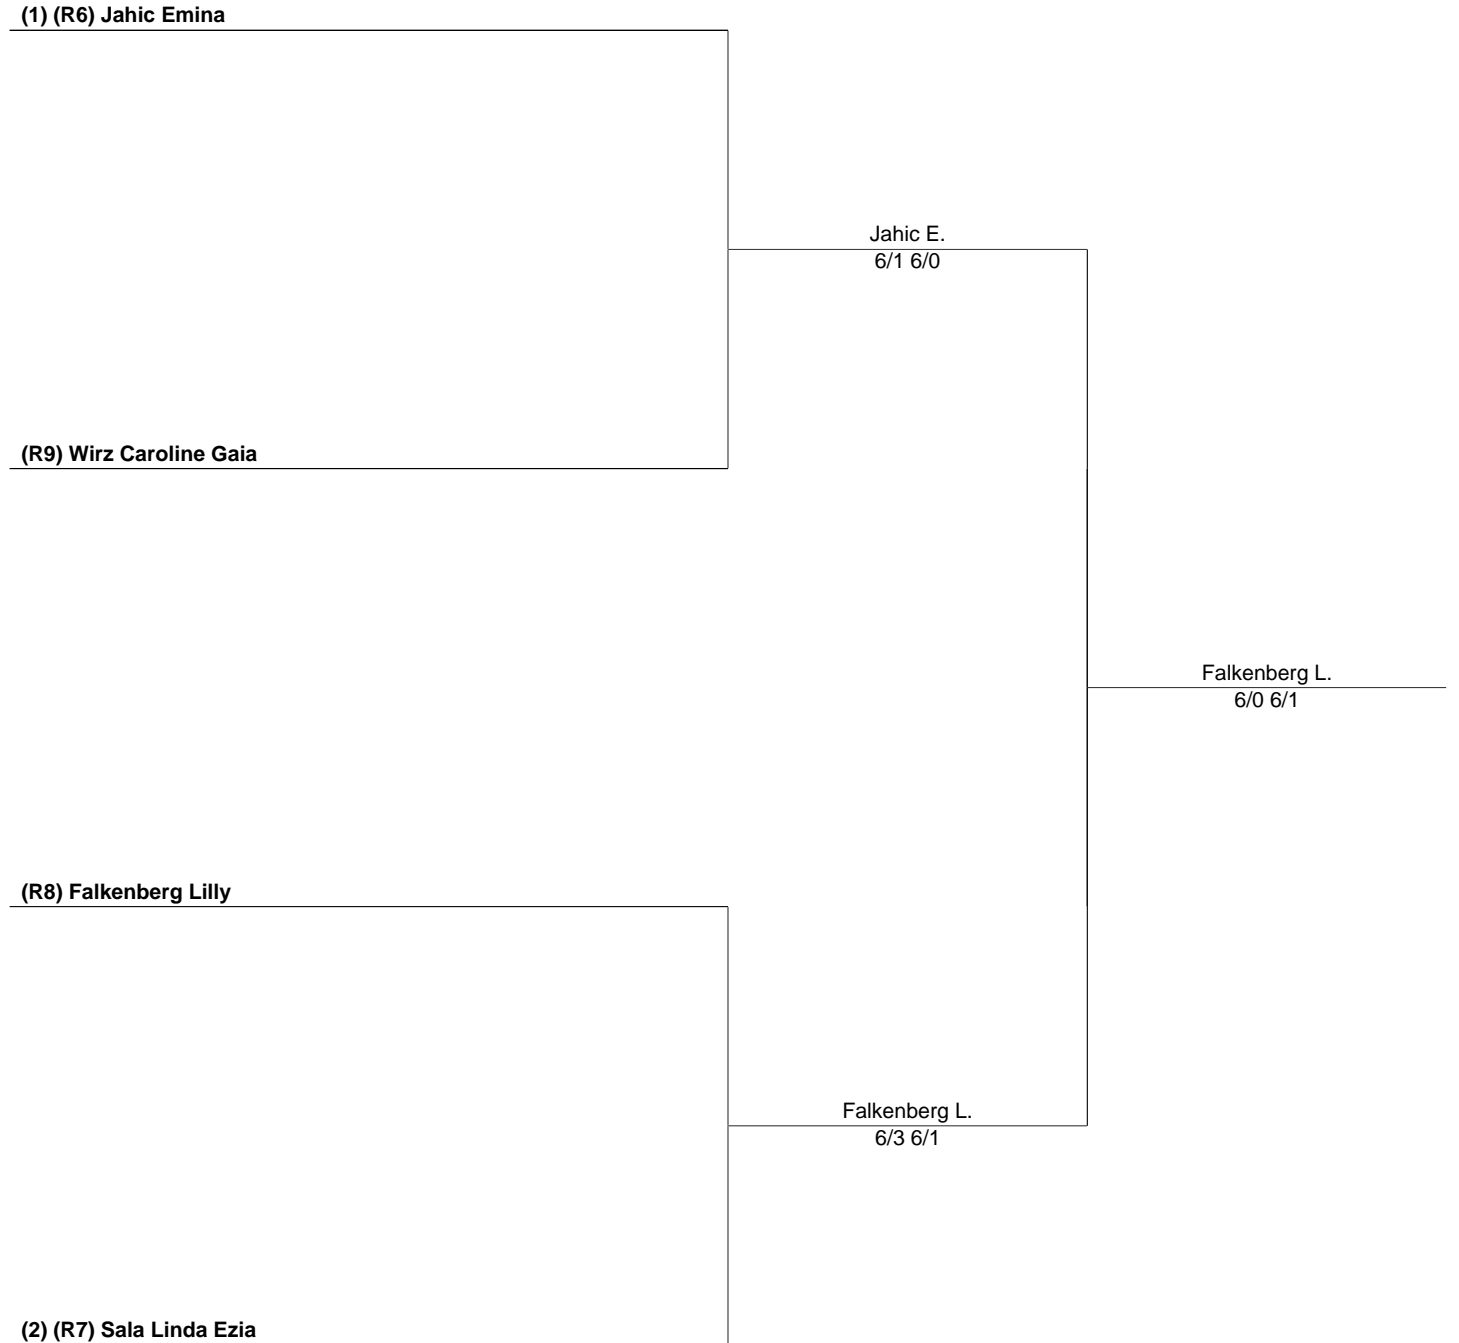 (1) (R6) Jahic Emina
Jahic E.
6/1 6/0
(R9) Wirz Caroline Gaia
Falkenberg L.
6/0 6/1
(R8) Falkenberg Lilly
Falkenberg L.
6/3 6/1
(2) (R7) Sala Linda Ezia